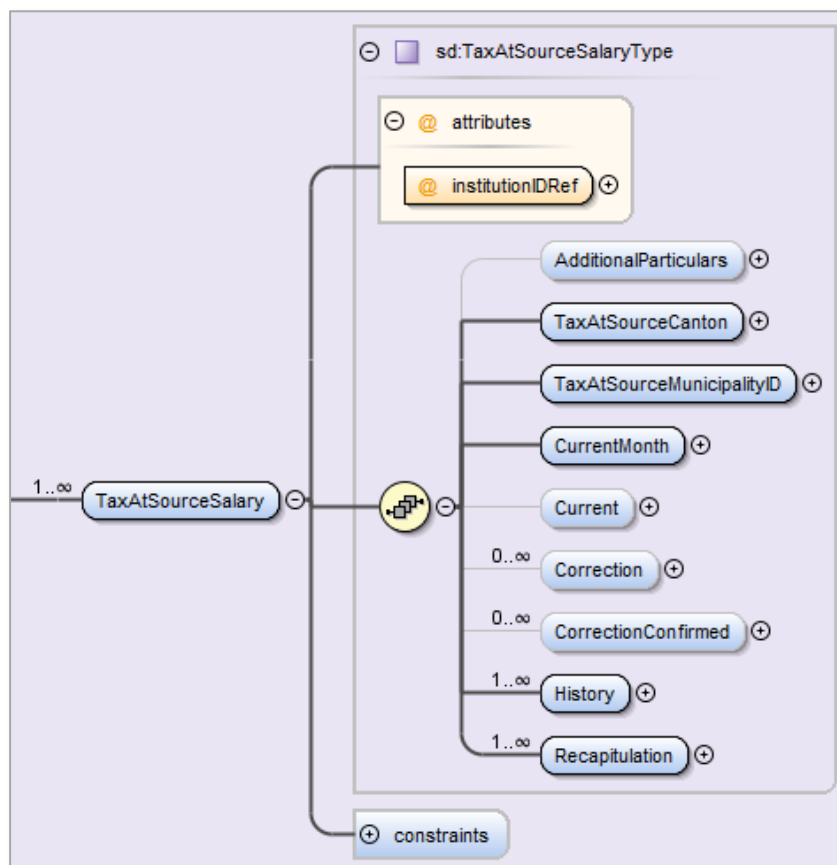 sd:TaxAtSourceSalaryType
@ attributes
@ institutionIDRef
AdditionalParticulars
TaxAtSourceCanton
TaxAtSourceMunicipalityID
CurrentMonth
1..∞ TaxAtSourceSalary
Current
0..∞ Correction
0..∞ CorrectionConfirmed
1..∞ History
1..∞ Recapitulation
constraints